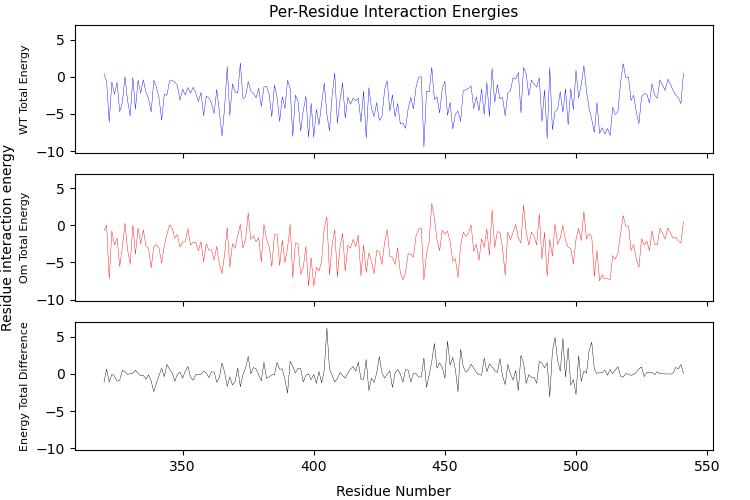 Per-Residue Interaction Energies
Residue interaction energy
WT Total Energy
5
0
−5
−10
Om Total Energy
5
0
−5
−10
Energy Total Difference
5
0
−5
−10
350
400
450
500
550
Residue Number